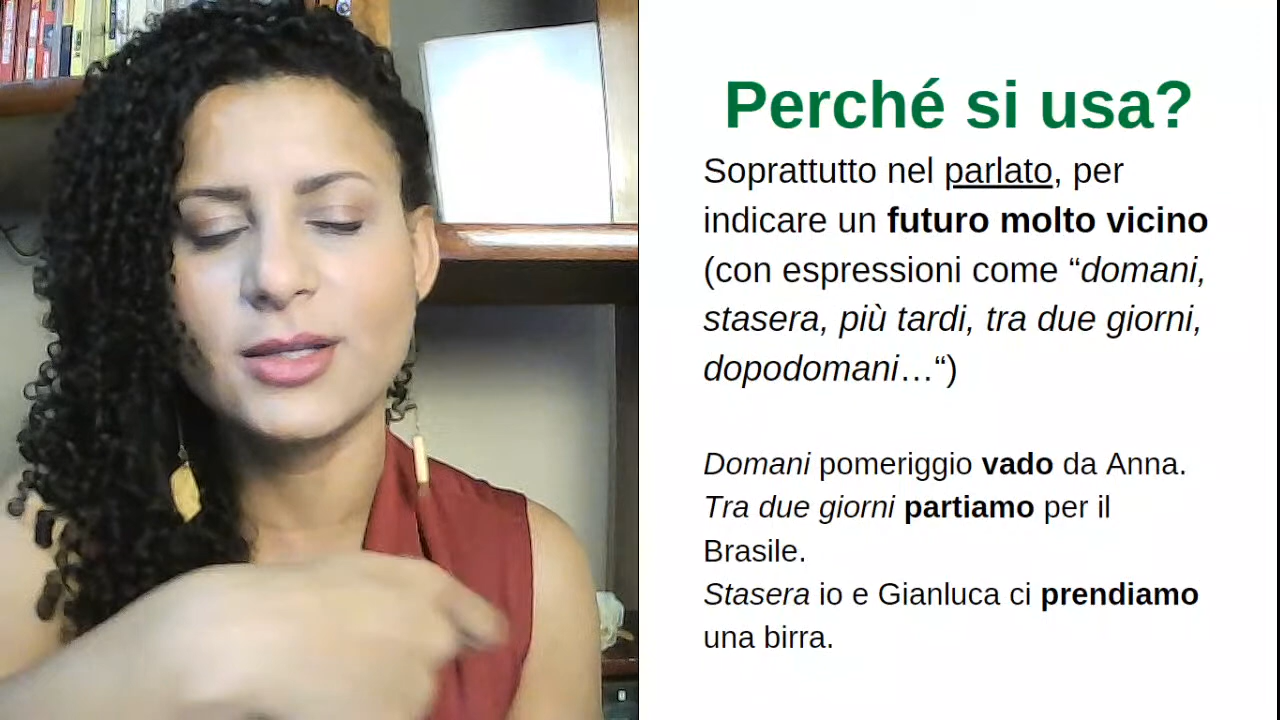 Perché si usa?
Soprattutto nel parlato, per
indicare un futuro molto vicino
(con espressioni come “domani,
stasera, più tardi, tra due giorni,
dopodomani…“)
Domani pomeriggio vado da Anna.
Tra due giorni partiamo per il
Brasile.
Stasera io e Gianluca ci prendiamo
una birra.